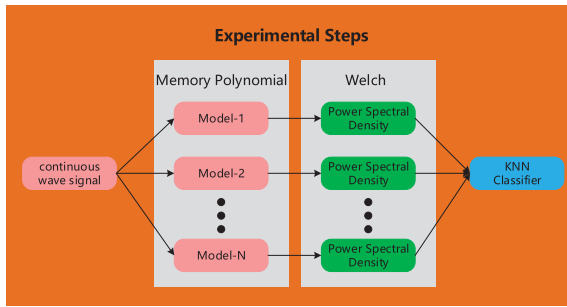 Experimental Steps
Memory Polynomial
Welch
Model-1
Power Spectral
Density
continuous
wave signal
Model-2
Power Spectral
Density
KNN
Classifier
Model-N
Power Spectral
Density